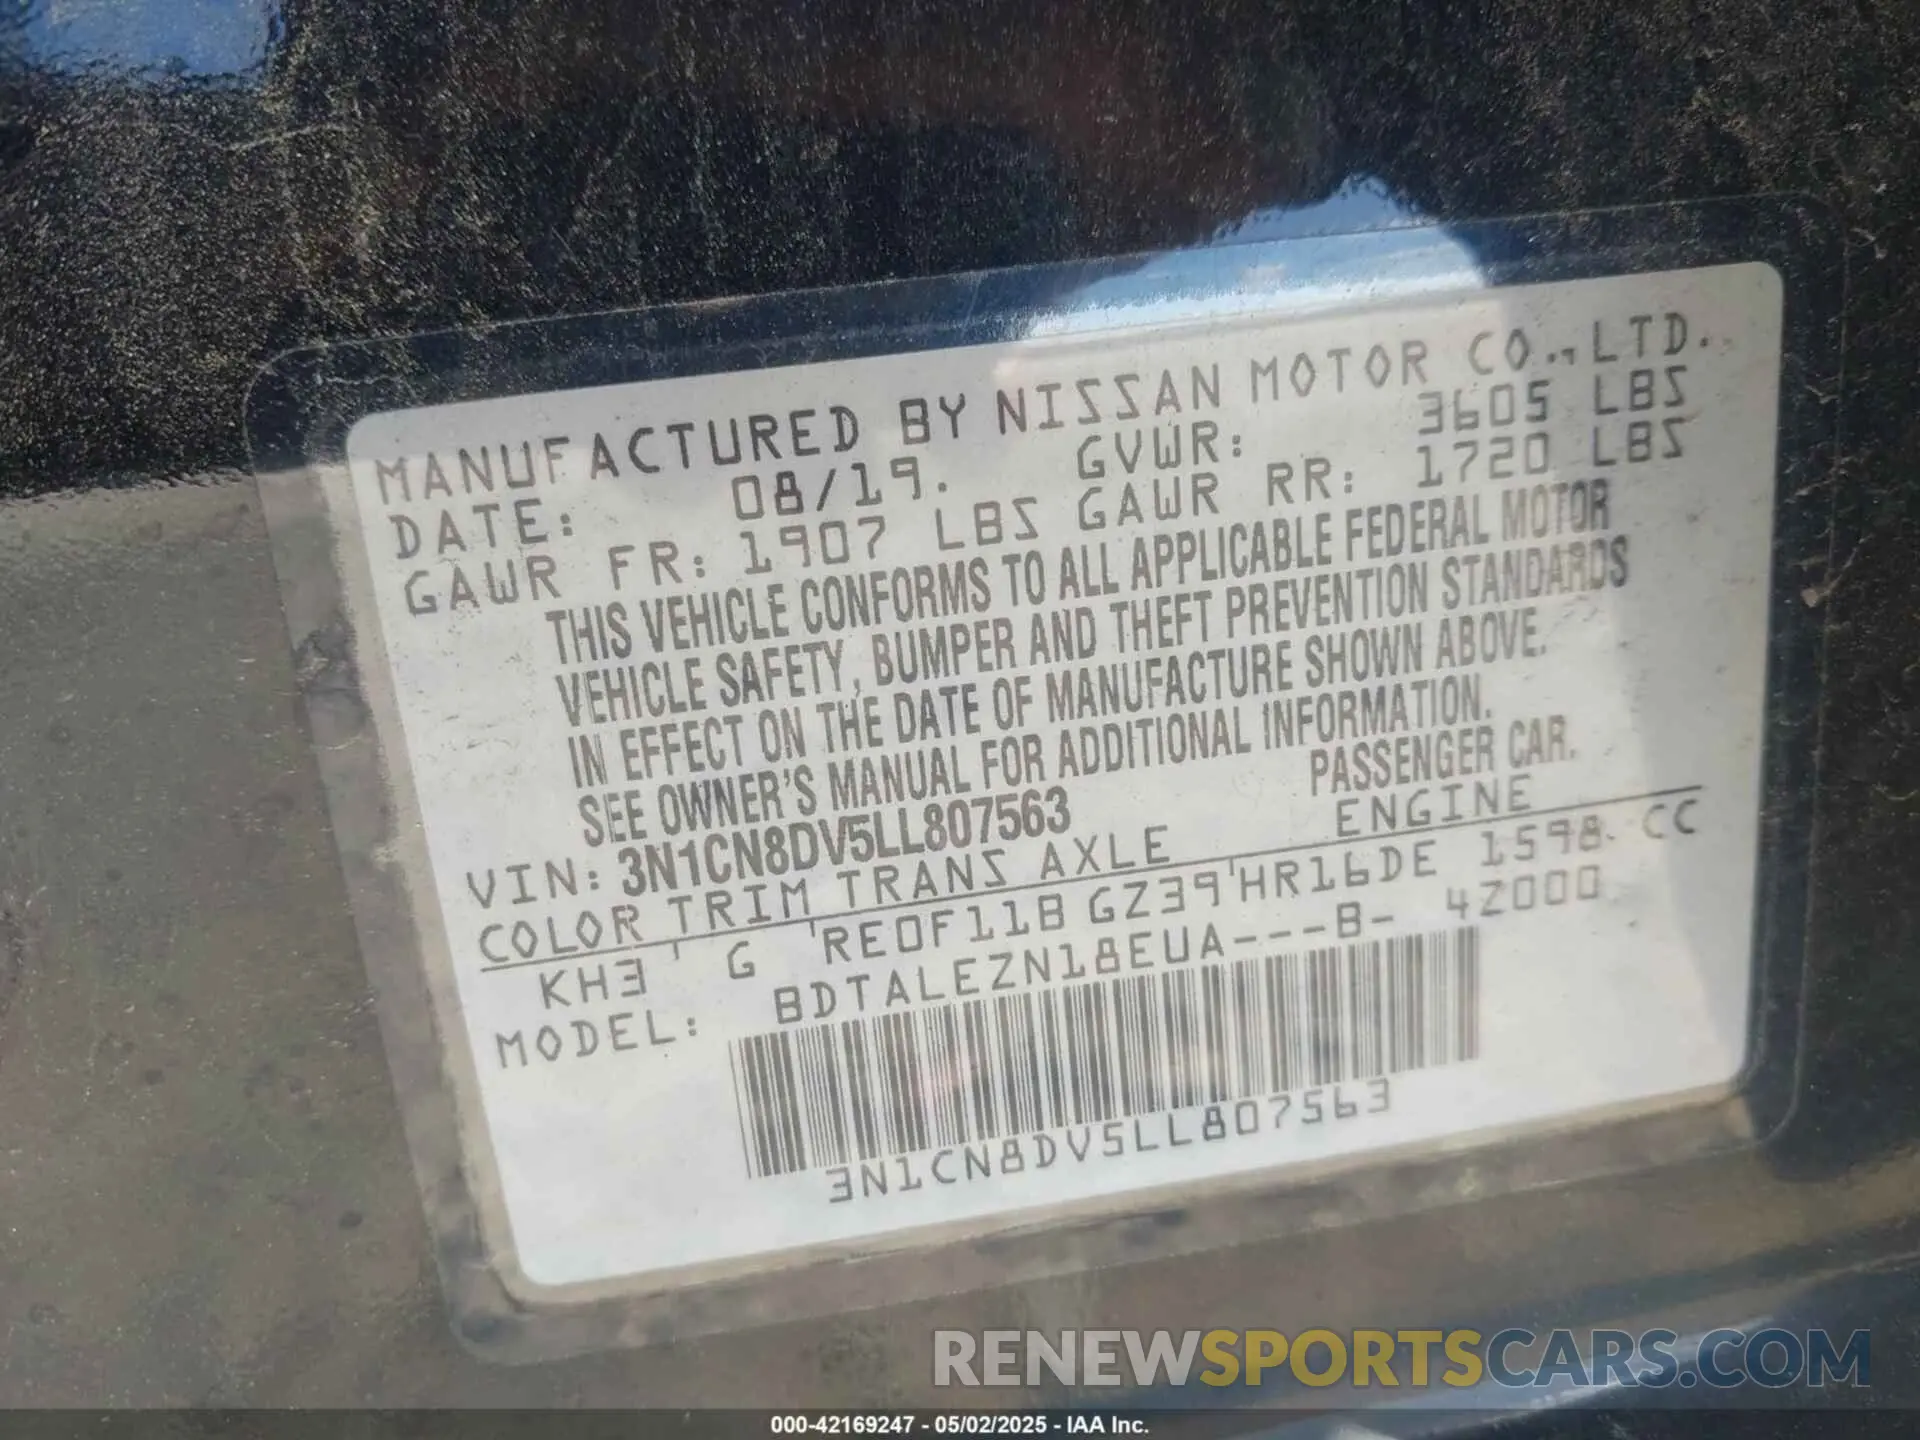 MANUFACTURED BY NISSAN MOTOR CO.,LTD.
DATE: 08/19. GVWR: 3605 LBS
GAWR FR: 1907 LBS GAWR RR: 1720 LBS
THIS VEHICLE CONFORMS TO ALL APPLICABLE FEDERAL MOTOR
VEHICLE SAFETY, BUMPER AND THEFT PREVENTION STANDARDS
IN EFFECT ON THE DATE OF MANUFACTURE SHOWN ABOVE.
SEE OWNER'S MANUAL FOR ADDITIONAL INFORMATION.
VIN: 3N1CN8DV5LL807563 PASSENGER CAR.
COLOR TRIM TRANS AXLE ENGINE
KH3 ' G 'RE0F11B GZ39'HR16DE 1598 CC
MODEL: BDTALEZN18EUA---B- 4Z000
3N1CN8DV5LL807563
RENEWSPORTSCARS.COM
000-42169247 - 05/02/2025 - IAA Inc.